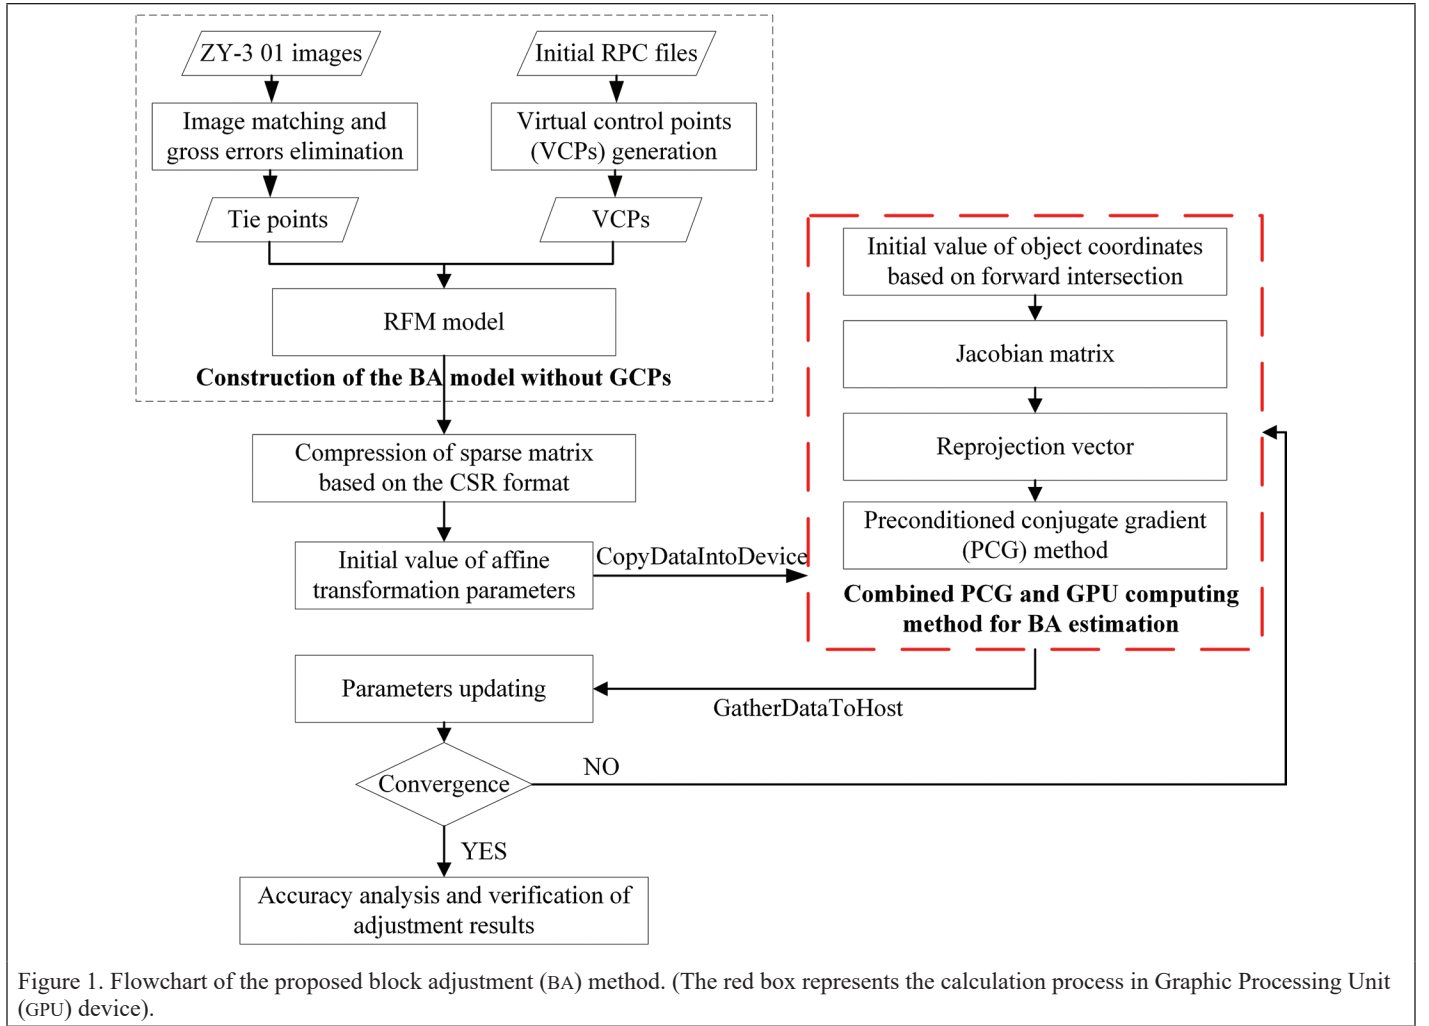 ZY-3 01 images
Initial RPC files
Image matching and
gross errors elimination
Virtual control points
(VCPs) generation
Tie points
VCPs
RFM model
Construction of the BA model without GCPs
Compression of sparse matrix
based on the CSR format
Initial value of affine
transformation parameters
CopyDataIntoDevice
Initial value of object coordinates
based on forward intersection
Jacobian matrix
Reprojection vector
Preconditioned conjugate gradient
(PCG) method
Combined PCG and GPU computing
method for BA estimation
GatherDataToHost
Parameters updating
Convergence
NO
YES
Accuracy analysis and verification of
adjustment results
Figure 1. Flowchart of the proposed block adjustment (BA) method. (The red box represents the calculation process in Graphic Processing Unit
(GPU) device).